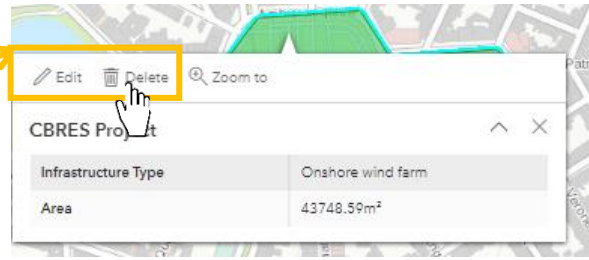 Edit Delete Zoom to
CBRES Project
Infrastructure Type Onshore wind farm
Area 43748.59m²